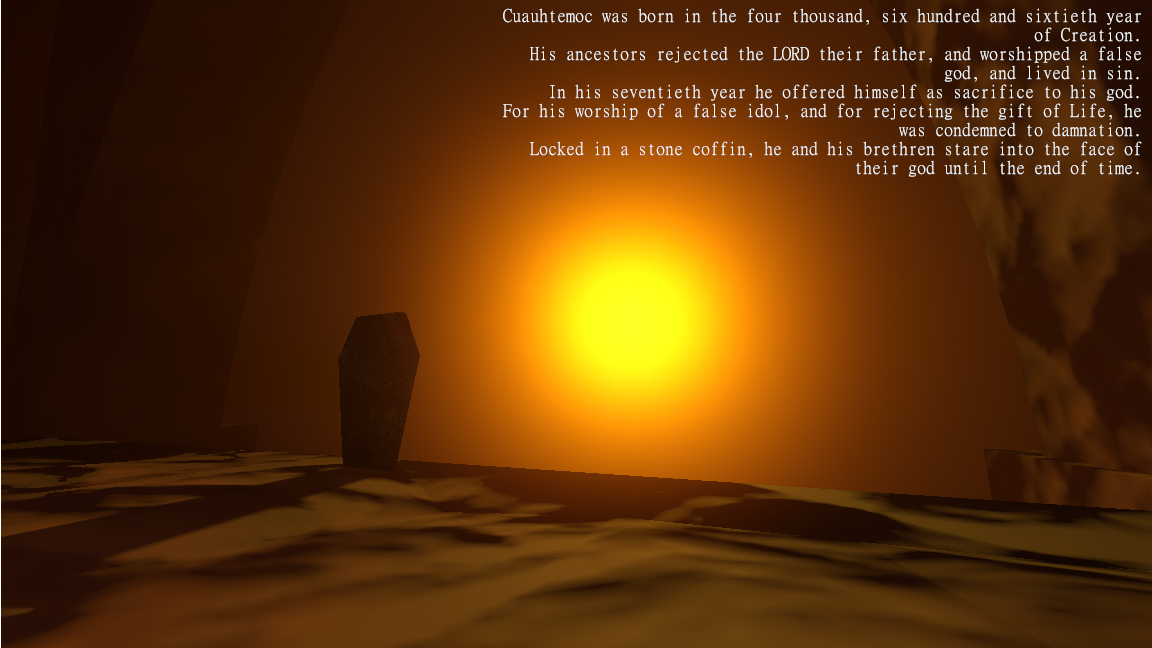 Cuauhtemoc was born in the four thousand, six hundred and sixtieth year
of Creation.
His ancestors rejected the LORD their father, and worshipped a false
god, and lived in sin.
In his seventieth year he offered himself as sacrifice to his god.
For his worship of a false idol, and for rejecting the gift of Life, he
was condemned to damnation.
Locked in a stone coffin, he and his brethren stare into the face of
their god until the end of time.